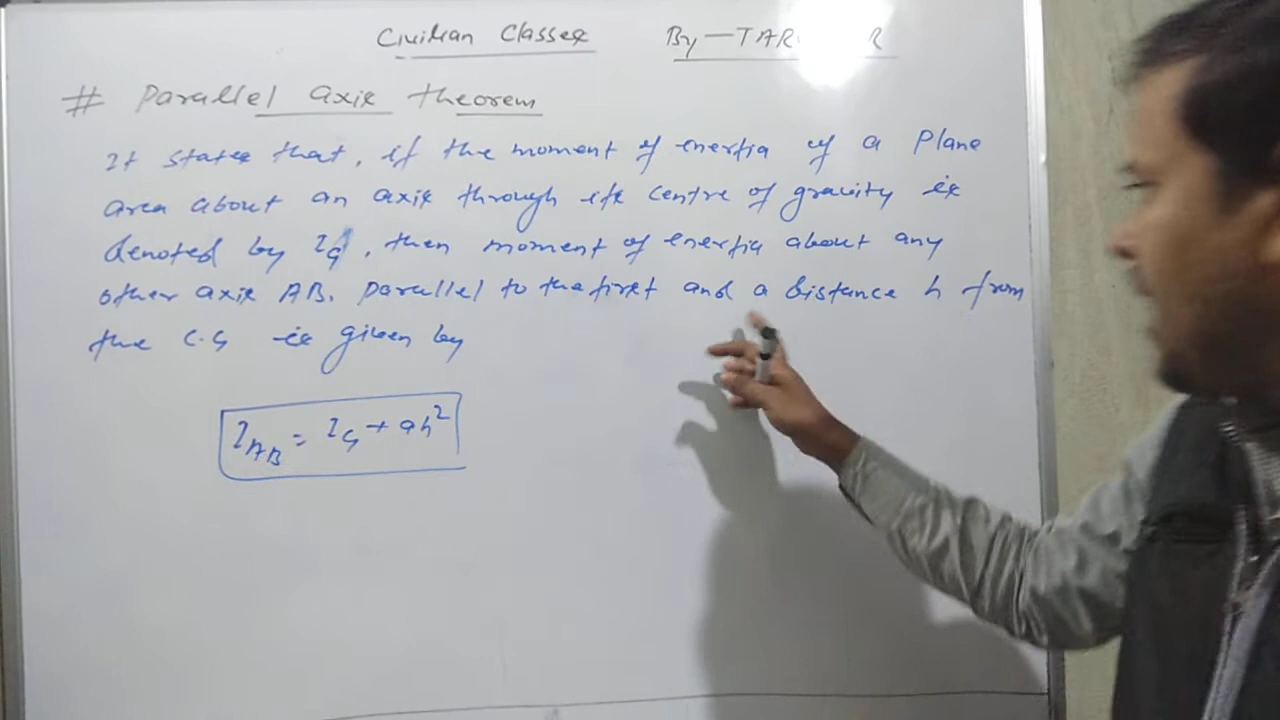 Civilian Classes By - TAR R
# Parallel axis theorem
It states that, if the moment of inertia of a Plane
area about an axis through its centre of gravity is
denoted by IG, then moment of inertia about any
other axis AB. Parallel to the first and a distance h from
the C.G is given by
I_AB = I_G + ah²